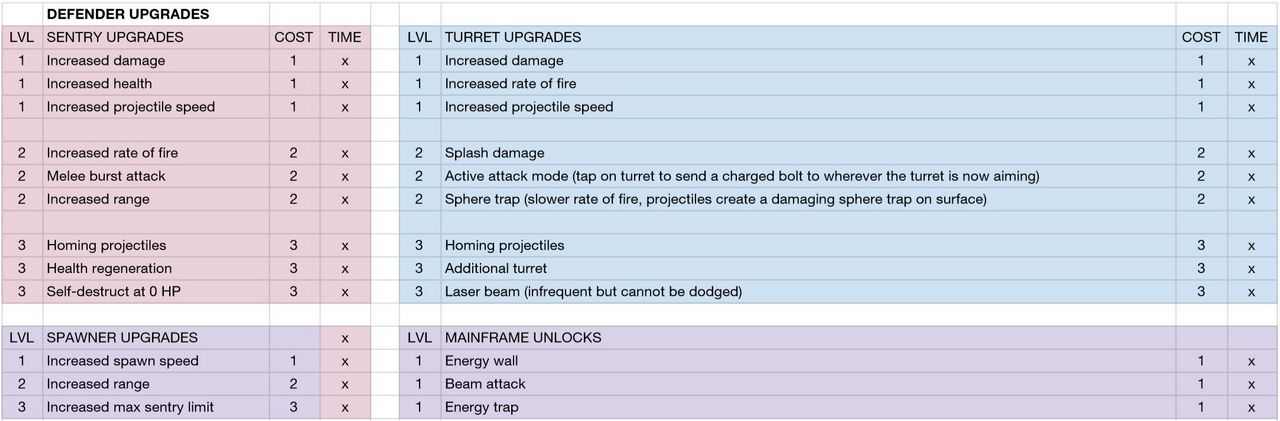 DEFENDER UPGRADES
LVL SENTRY UPGRADES COST TIME LVL TURRET UPGRADES COST TIME
1 Increased damage 1 x 1 Increased damage 1 x
1 Increased health 1 x 1 Increased rate of fire 1 x
1 Increased projectile speed 1 x 1 Increased projectile speed 1 x
2 Increased rate of fire 2 x 2 Splash damage 2 x
2 Melee burst attack 2 x 2 Active attack mode (tap on turret to send a charged bolt to wherever the turret is now aiming) 2 x
2 Increased range 2 x 2 Sphere trap (slower rate of fire, projectiles create a damaging sphere trap on surface) 2 x
3 Homing projectiles 3 x 3 Homing projectiles 3 x
3 Health regeneration 3 x 3 Additional turret 3 x
3 Self-destruct at 0 HP 3 x 3 Laser beam (infrequent but cannot be dodged) 3 x
LVL SPAWNER UPGRADES x LVL MAINFRAME UNLOCKS
1 Increased spawn speed 1 x 1 Energy wall 1 x
2 Increased range 2 x 1 Beam attack 1 x
3 Increased max sentry limit 3 x 1 Energy trap 1 x